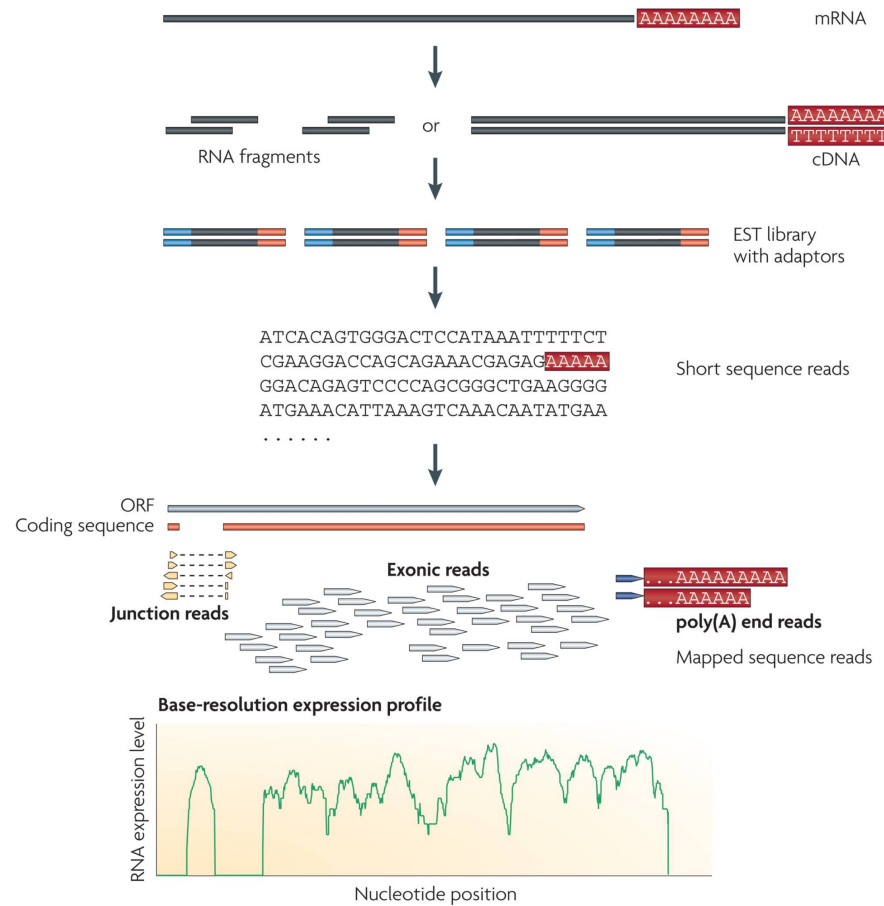 AAAAAAAA
mRNA
RNA fragments
or
AAAAAAAA
TTTTTTTT
cDNA
EST library
with adaptors
ATCACAGTGGGACTCCATAAATTTTTCT
CGAAGGACCAGCAGAAACGAGAGAAAAA
GGACAGAGTCCCCAGCGGGCTGAAGGGG
ATGAAACATTAAAGTCAAACAATATGAA
. . . . . .
Short sequence reads
ORF
Coding sequence
Junction reads
Exonic reads
...AAAAAAAAA
...AAAAAA
poly(A) end reads
Mapped sequence reads
Base-resolution expression profile
RNA expression level
Nucleotide position